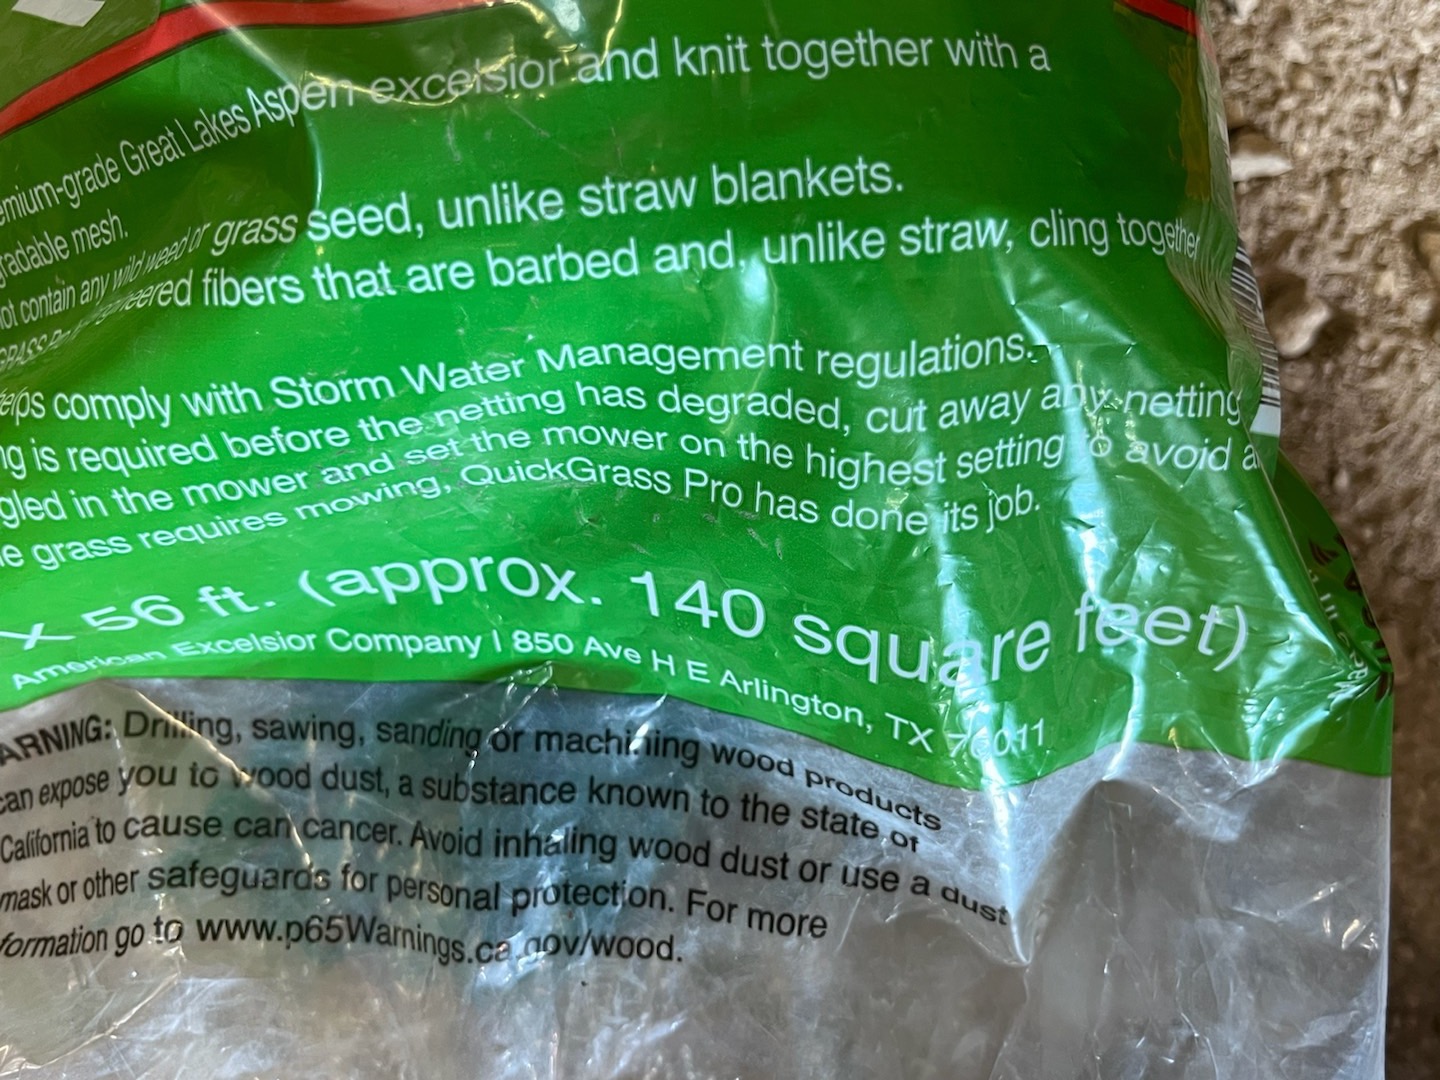 emium-grade Great Lakes Aspen excelsior and knit together with a
radable mesh.
ot contain any wild weed or grass seed, unlike straw blankets.
GRASS Pro engineered fibers that are barbed and, unlike straw, cling together
elps comply with Storm Water Management regulations.
ng is required before the netting has degraded, cut away any netting
gled in the mower and set the mower on the highest setting to avoid a
e grass requires mowing, QuickGrass Pro has done its job.
x 56 ft. (approx. 140 square feet)
American Excelsior Company | 850 Ave H E Arlington, TX 76011
ARNING: Drilling, sawing, sanding or machining wood products
can expose you to wood dust, a substance known to the state of
California to cause can cancer. Avoid inhaling wood dust or use a dust
mask or other safeguards for personal protection. For more
formation go to www.p65Warnings.ca.gov/wood.